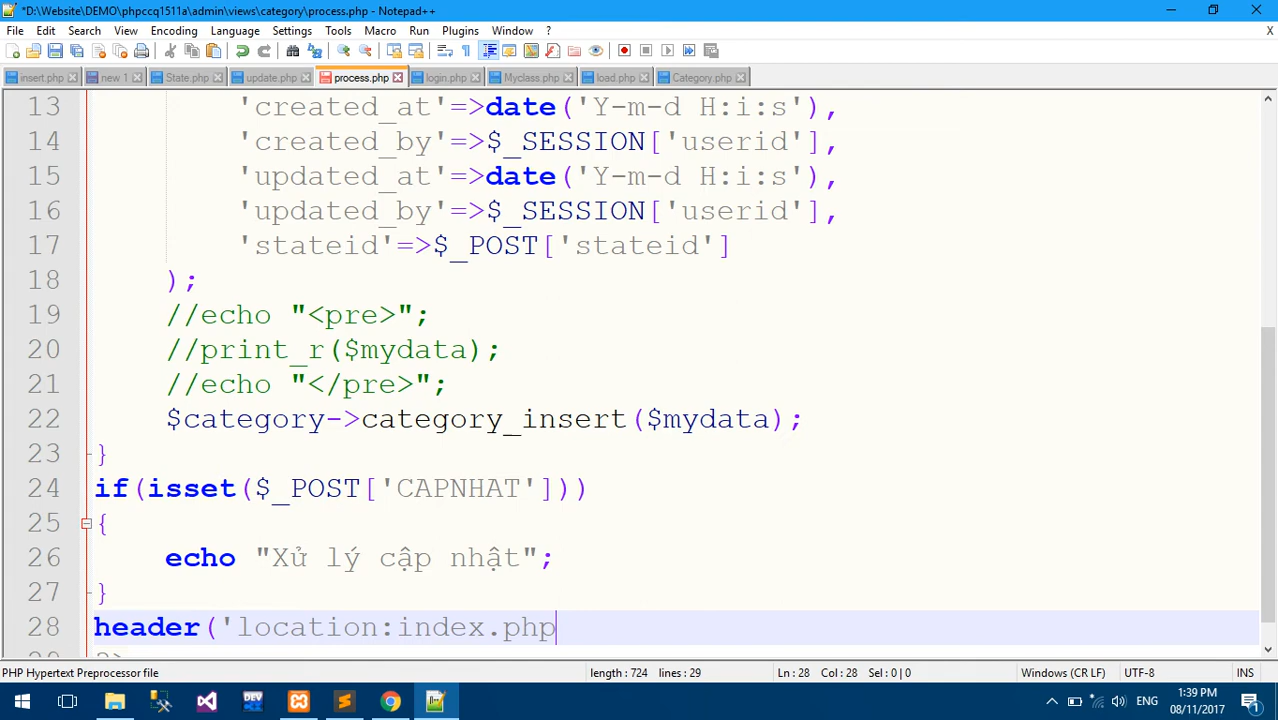 *D:\Website\DEMO\phpccq1511a\admin\views\category\process.php - Notepad++
File Edit Search View Encoding Language Settings Tools Macro Run Plugins Window ? X
insert.php new 1 State.php update.php process.php login.php Myclass.php load.php Category.php
13 'created_at'=>date('Y-m-d H:i:s'),
14 'created_by'=>$_SESSION['userid'],
15 'updated_at'=>date('Y-m-d H:i:s'),
16 'updated_by'=>$_SESSION['userid'],
17 'stateid'=>$_POST['stateid']
18 );
19 //echo "<pre>";
20 //print_r($mydata);
21 //echo "</pre>";
22 $category->category_insert($mydata);
23 }
24 if(isset($_POST['CAPNHAT']))
25 {
26 echo "Xử lý cập nhật";
27 }
28 header('location:index.php
29 ?>
PHP Hypertext Preprocessor file length : 724 lines : 29 Ln : 28 Col : 28 Sel : 0 | 0 Windows (CR LF) UTF-8 INS
DEV ENG 1:39 PM
08/11/2017 1